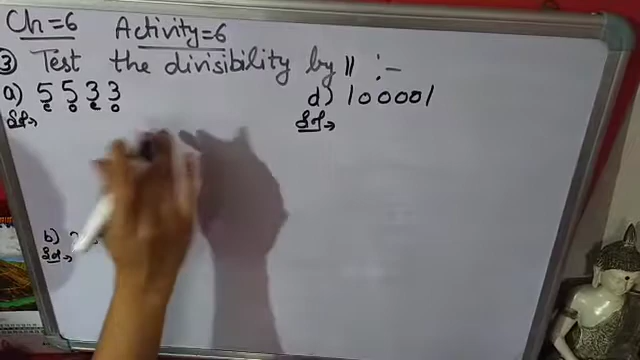 Ch=6 Activity=6
③ Test the divisibility by 11 :-
a) 5 5 3 3
e o e o
d) 100001
Sol→
Sol→
b)
Sol→